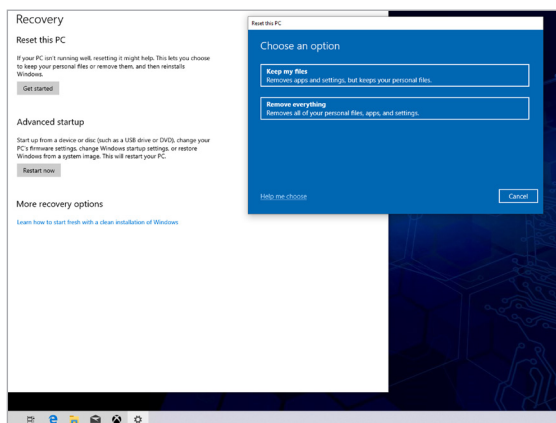 Recovery
Reset this PC
If your PC isn't running well, resetting it might help. This lets you choose
to keep your personal files or remove them, and then reinstalls
Windows.
Get started
Advanced startup
Start up from a device or disc (such as a USB drive or DVD), change your
PC's firmware settings, change Windows startup settings, or restore
Windows from a system image. This will restart your PC.
Restart now
More recovery options
Learn how to start fresh with a clean installation of Windows
Reset this PC
Choose an option
Keep my files
Removes apps and settings, but keeps your personal files.
Remove everything
Removes all of your personal files, apps, and settings.
Help me choose
Cancel